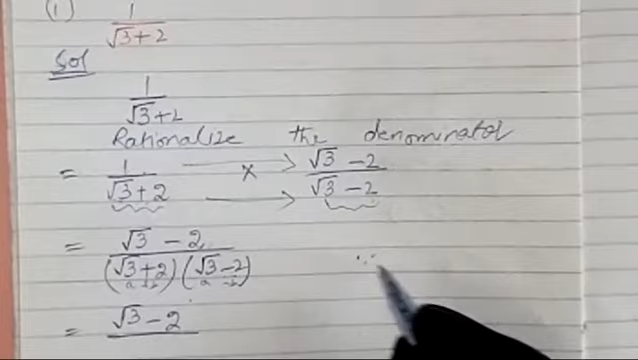 (i) 1/(√3+2)
Sol
1/(√3+2)
Rationalize the denominator
= 1/(√3+2) × (√3-2)/(√3-2)
= (√3-2)/((√3+2)(√3-2))
a+b a-b
= √3-2
∵